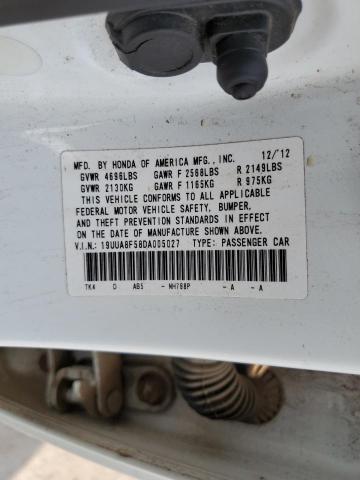 MFD. BY HONDA OF AMERICA MFG., INC. 12/'12
GVWR 4696LBS GAWR F 2568LBS R 2149LBS
GVWR 2130KG GAWR F 1165KG R 975KG
THIS VEHICLE CONFORMS TO ALL APPLICABLE
FEDERAL MOTOR VEHICLE SAFETY, BUMPER,
AND THEFT PREVENTION STANDARDS IN EFFECT
ON THE DATE OF MANUFACTURE SHOWN ABOVE.
V.I.N.: 19UUA8F58DA005027 TYPE: PASSENGER CAR
TK4 D AB5 - NH788P - A - A